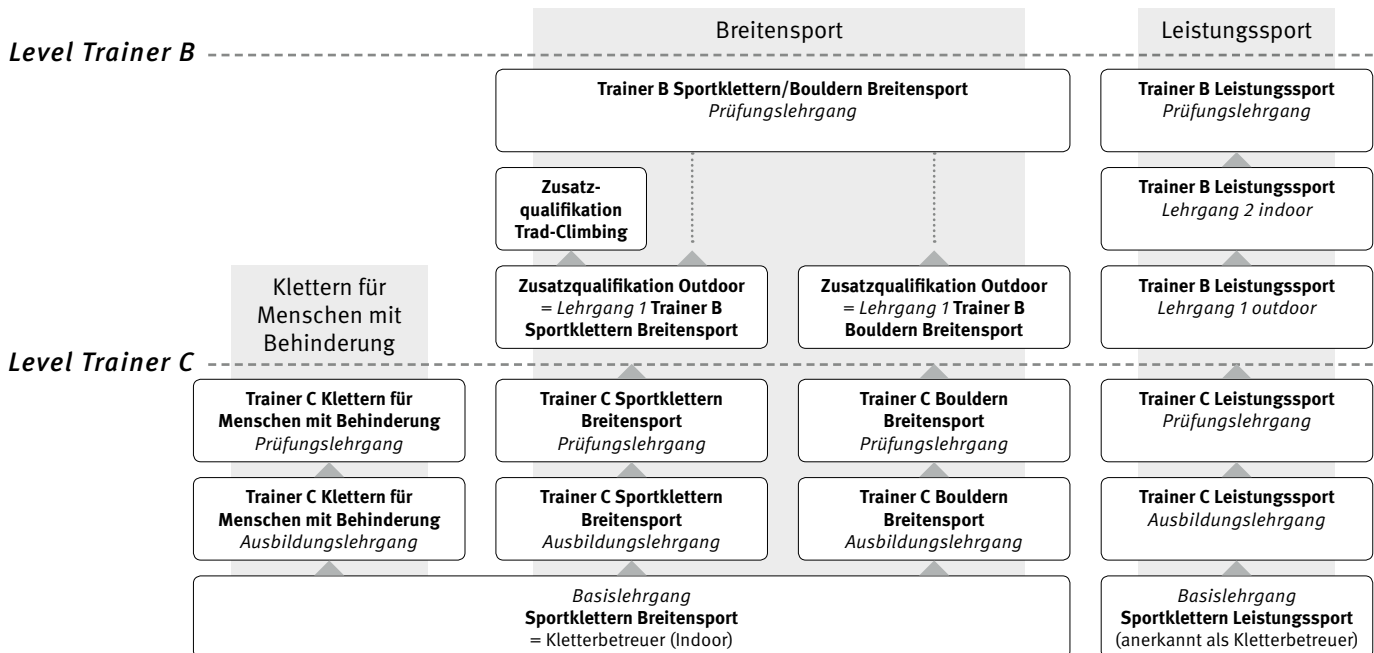 Breitensport
Leistungssport
Level Trainer B
Trainer B Sportklettern/Bouldern Breitensport
Prüfungslehrgang
Trainer B Leistungssport
Prüfungslehrgang
Zusatz-
qualifikation
Trad-Climbing
Trainer B Leistungssport
Lehrgang 2 indoor
Klettern für
Menschen mit
Behinderung
Zusatzqualifikation Outdoor
= Lehrgang 1 Trainer B
Sportklettern Breitensport
Zusatzqualifikation Outdoor
= Lehrgang 1 Trainer B
Bouldern Breitensport
Trainer B Leistungssport
Lehrgang 1 outdoor
Level Trainer C
Trainer C Klettern für
Menschen mit Behinderung
Prüfungslehrgang
Trainer C Sportklettern
Breitensport
Prüfungslehrgang
Trainer C Bouldern
Breitensport
Prüfungslehrgang
Trainer C Leistungssport
Prüfungslehrgang
Trainer C Klettern für
Menschen mit Behinderung
Ausbildungslehrgang
Trainer C Sportklettern
Breitensport
Ausbildungslehrgang
Trainer C Bouldern
Breitensport
Ausbildungslehrgang
Trainer C Leistungssport
Ausbildungslehrgang
Basislehrgang
Sportklettern Breitensport
= Kletterbetreuer (Indoor)
Basislehrgang
Sportklettern Leistungssport
(anerkannt als Kletterbetreuer)